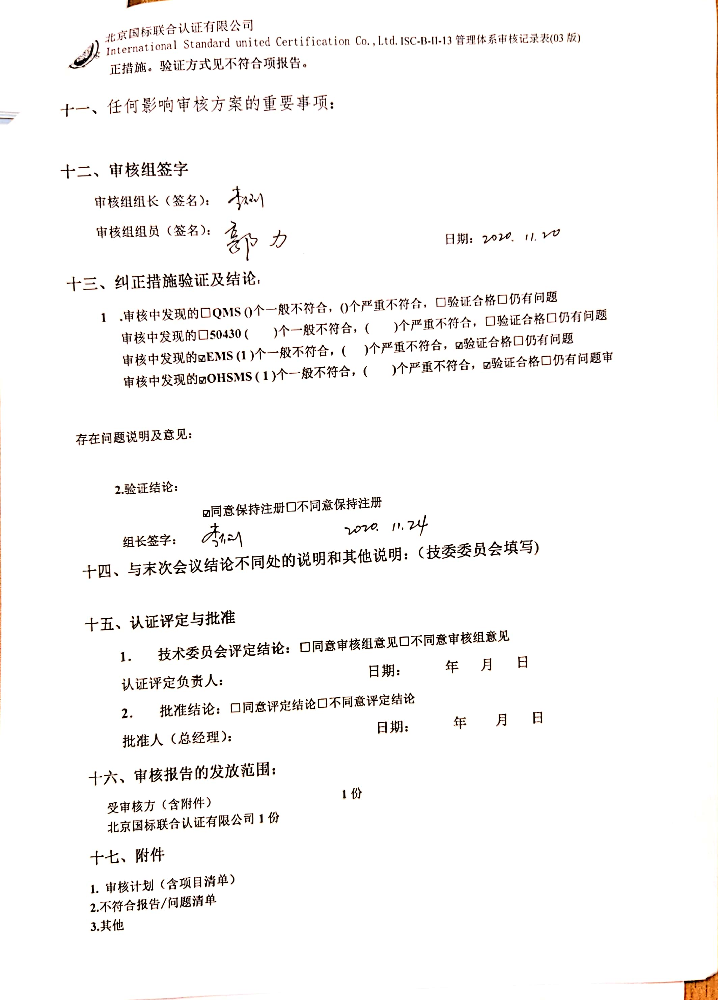 北京国标联合认证有限公司
International Standard united Certification Co.,Ltd. ISC-B-II-13 管理体系审核记录表(03 版)
正措施。验证方式见不符合项报告。
十一、任何影响审核方案的重要事项：
十二、审核组签字
审核组组长（签名）：
审核组组员（签名）： 郭力
日期：2020. 11. 20
十三、纠正措施验证及结论:
1 .审核中发现的□QMS ()个一般不符合，()个严重不符合，□验证合格□仍有问题
审核中发现的□50430 ( )个一般不符合，( )个严重不符合，□验证合格□仍有问题
审核中发现的☑EMS (1 )个一般不符合，( )个严重不符合，☑验证合格□仍有问题
审核中发现的☑OHSMS ( 1 )个一般不符合，( )个严重不符合，☑验证合格□仍有问题审
存在问题说明及意见：
2.验证结论：
☑同意保持注册□不同意保持注册
组长签字： 2020. 11. 24
十四、与末次会议结论不同处的说明和其他说明：（技委委员会填写)
十五、认证评定与批准
1. 技术委员会评定结论：□同意审核组意见□不同意审核组意见
认证评定负责人： 日期： 年 月 日
2. 批准结论：□同意评定结论□不同意评定结论
批准人（总经理）： 日期： 年 月 日
十六、审核报告的发放范围：
受审核方（含附件） 1 份
北京国标联合认证有限公司 1 份
十七、附件
1. 审核计划（含项目清单）
2.不符合报告/问题清单
3.其他